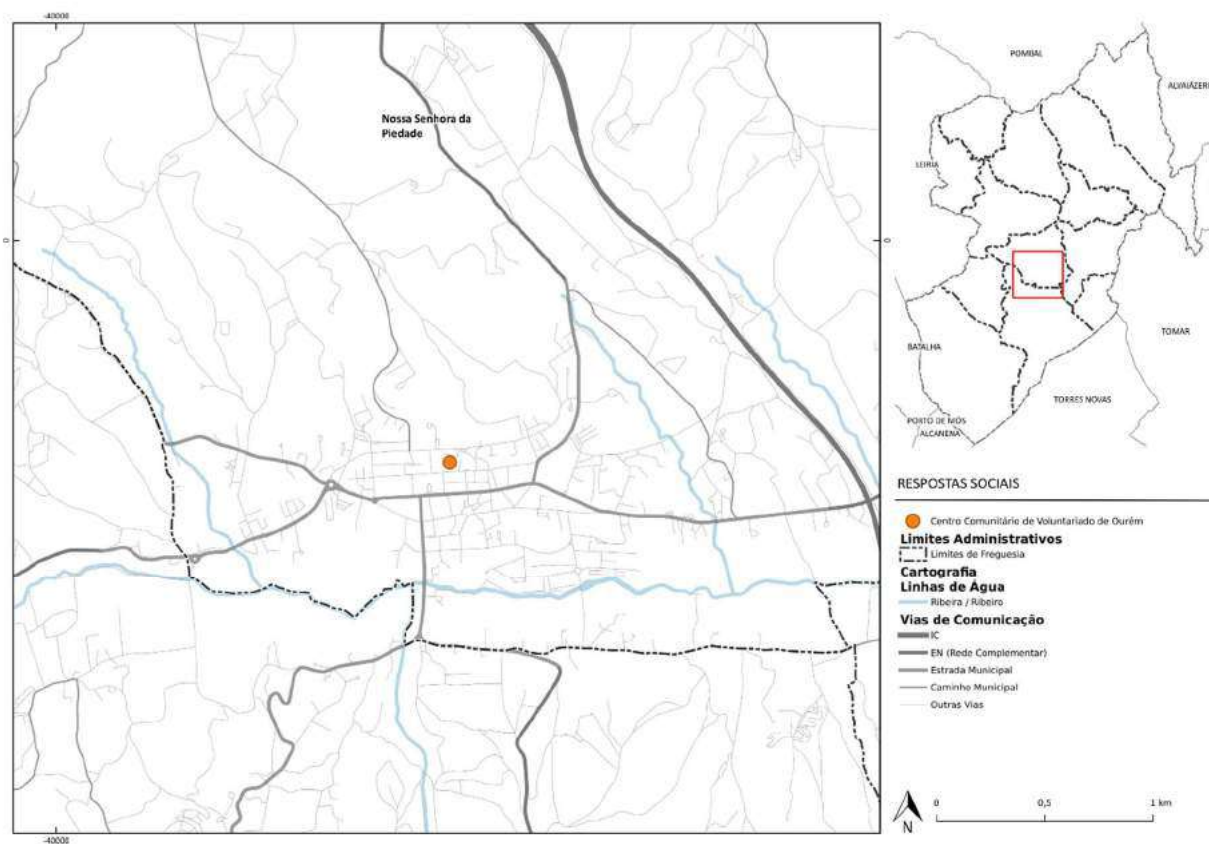 -40000
Nossa Senhora da
Piedade
0
0
-40000
POMBAL
ALVAIÁZERE
LEIRIA
BATALHA
TOMAR
TORRES NOVAS
PORTO DE MÓS
ALCANENA
RESPOSTAS SOCIAIS
Centro Comunitário de Voluntariado de Ourém
Limites Administrativos
Limites de Freguesia
Cartografia
Linhas de Água
Ribeira / Ribeiro
Vias de Comunicação
IC
EN (Rede Complementar)
Estrada Municipal
Caminho Municipal
Outras Vias
N
0
0,5
1 km